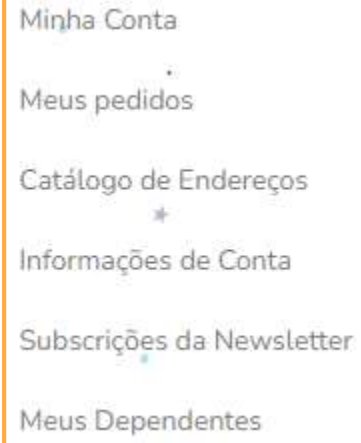 Minha Conta
Meus pedidos
Catálogo de Endereços
Informações de Conta
Subscrições da Newsletter
Meus Dependentes